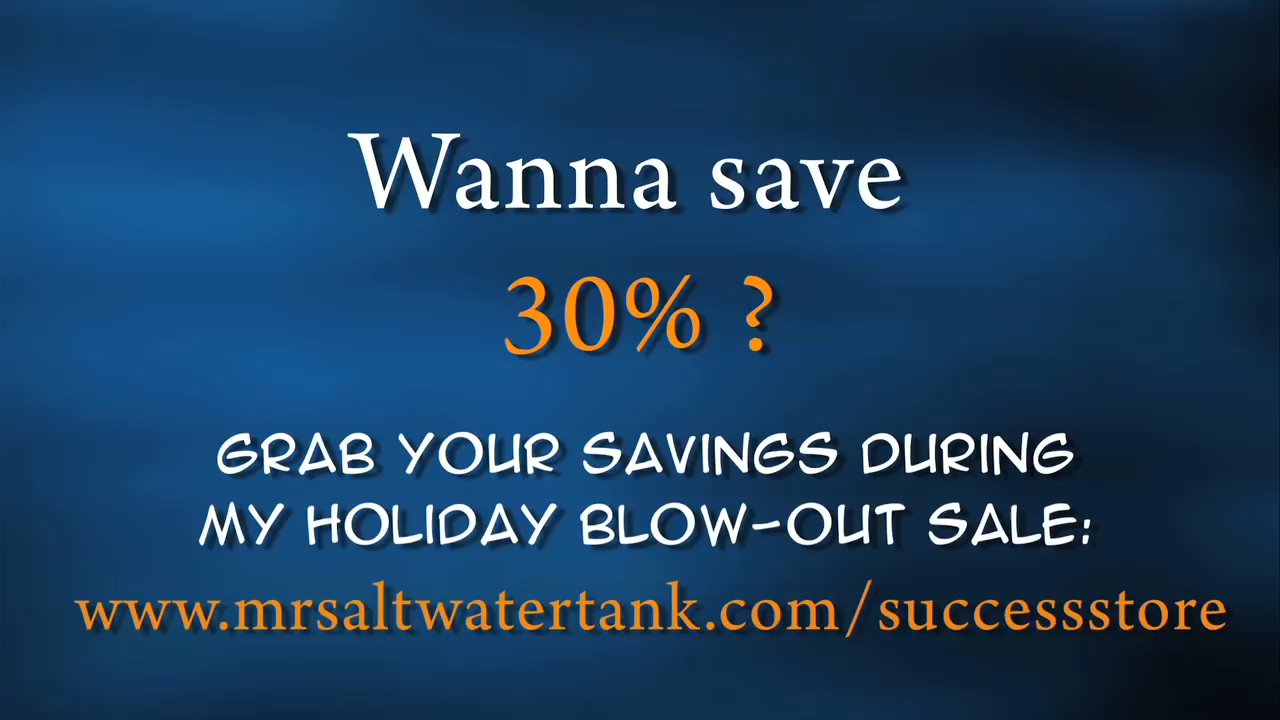 Wanna save
30% ?
GRAB YOUR SAVINGS DURING
MY HOLIDAY BLOW-OUT SALE:
www.mrsaltwatertank.com/successstore